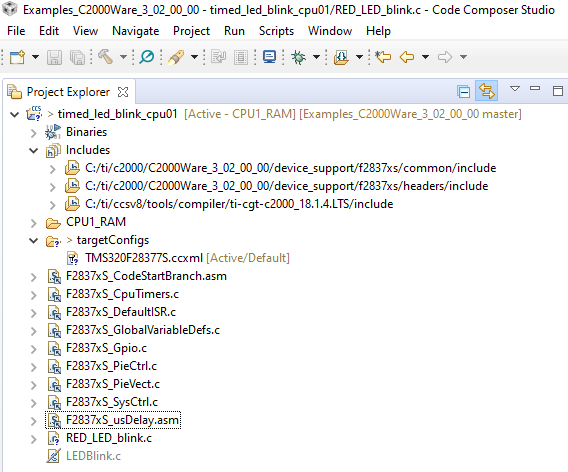 Examples_C2000Ware_3_02_00_00 - timed_led_blink_cpu01/RED_LED_blink.c - Code Composer Studio
File Edit View Navigate Project Run Scripts Window Help
Project Explorer
> timed_led_blink_cpu01 [Active - CPU1_RAM] [Examples_C2000Ware_3_02_00_00 master]
Binaries
Includes
C:/ti/c2000/C2000Ware_3_02_00_00/device_support/f2837xs/common/include
C:/ti/c2000/C2000Ware_3_02_00_00/device_support/f2837xs/headers/include
C:/ti/ccsv8/tools/compiler/ti-cgt-c2000_18.1.4.LTS/include
CPU1_RAM
> targetConfigs
TMS320F28377S.ccxml [Active/Default]
F2837xS_CodeStartBranch.asm
F2837xS_CpuTimers.c
F2837xS_DefaultISR.c
F2837xS_GlobalVariableDefs.c
F2837xS_Gpio.c
F2837xS_PieCtrl.c
F2837xS_PieVect.c
F2837xS_SysCtrl.c
F2837xS_usDelay.asm
RED_LED_blink.c
LEDBlink.c